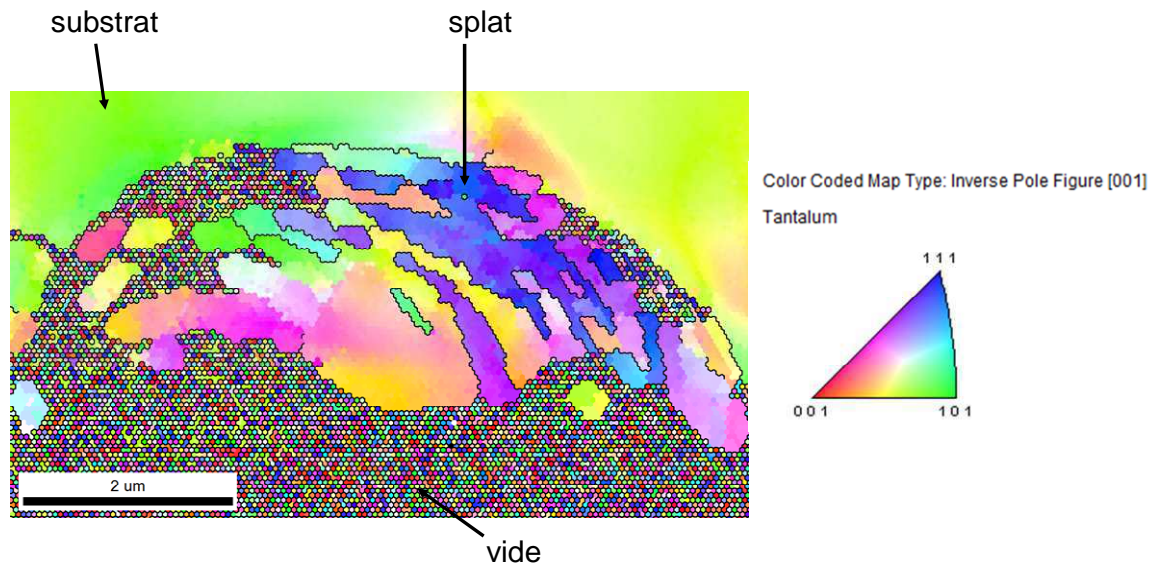 substrat
splat
Color Coded Map Type: Inverse Pole Figure [001]
Tantalum
1 1 1
0 0 1
1 0 1
2 um
vide